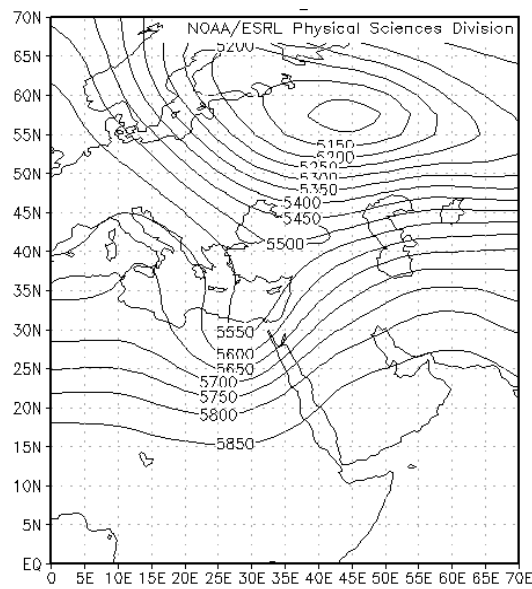 70N
NOAA/ESRL Physical Sciences Division
5200
65N
60N
55N
5150
5200
5250
50N
5300
5350
45N
5400
5450
5500
40N
35N
30N
5550
5600
5650
25N
5700
5750
20N
5800
5850
15N
10N
5N
EQ
0 5E 10E 15E 20E 25E 30E 35E 40E 45E 50E 55E 60E 65E 70E